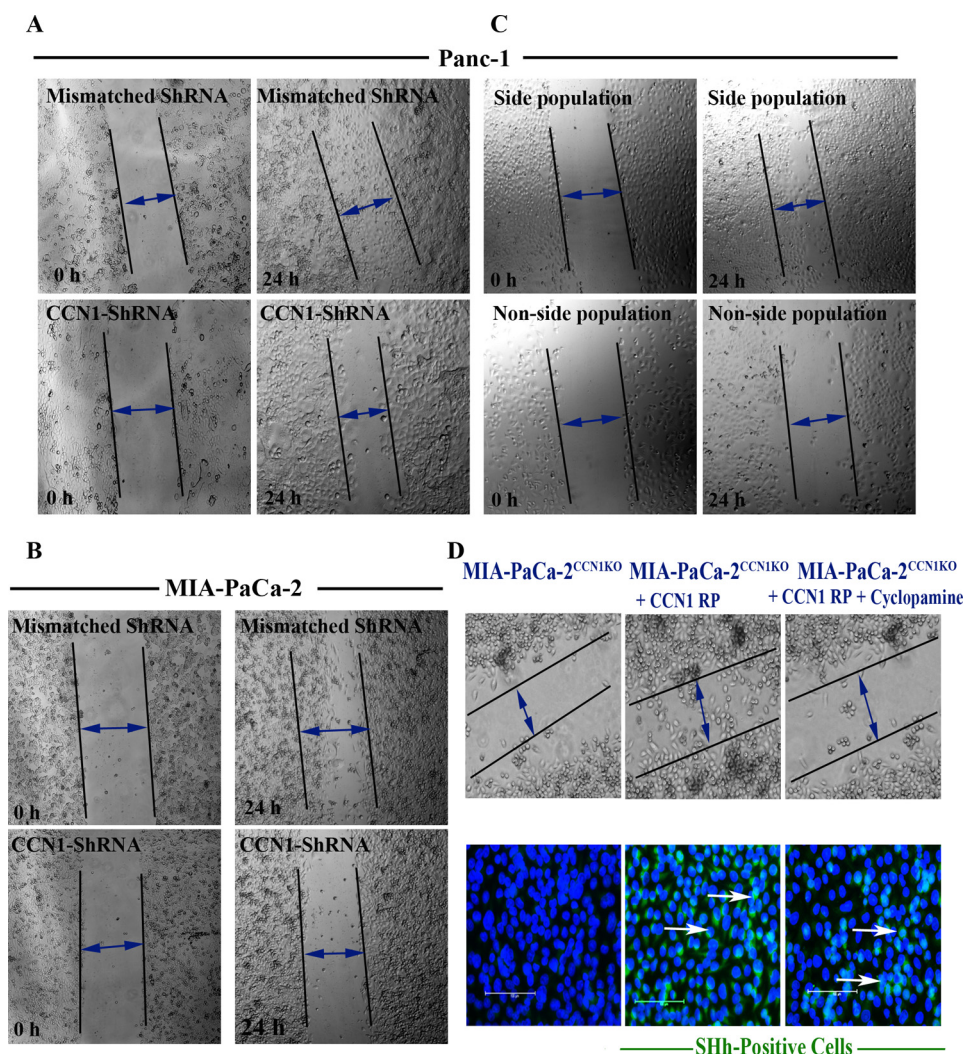 A
C
Panc-1
Mismatched ShRNA
0 h
Mismatched ShRNA
24 h
Side population
0 h
Side population
24 h
CCN1-ShRNA
0 h
CCN1-ShRNA
24 h
Non-side population
0 h
Non-side population
24 h
B
MIA-PaCa-2
Mismatched ShRNA
0 h
Mismatched ShRNA
24 h
CCN1-ShRNA
0 h
CCN1-ShRNA
24 h
D
MIA-PaCa-2CCN1KO
MIA-PaCa-2CCN1KO
+ CCN1 RP
MIA-PaCa-2CCN1KO
+ CCN1 RP + Cyclopamine
SHh-Positive Cells